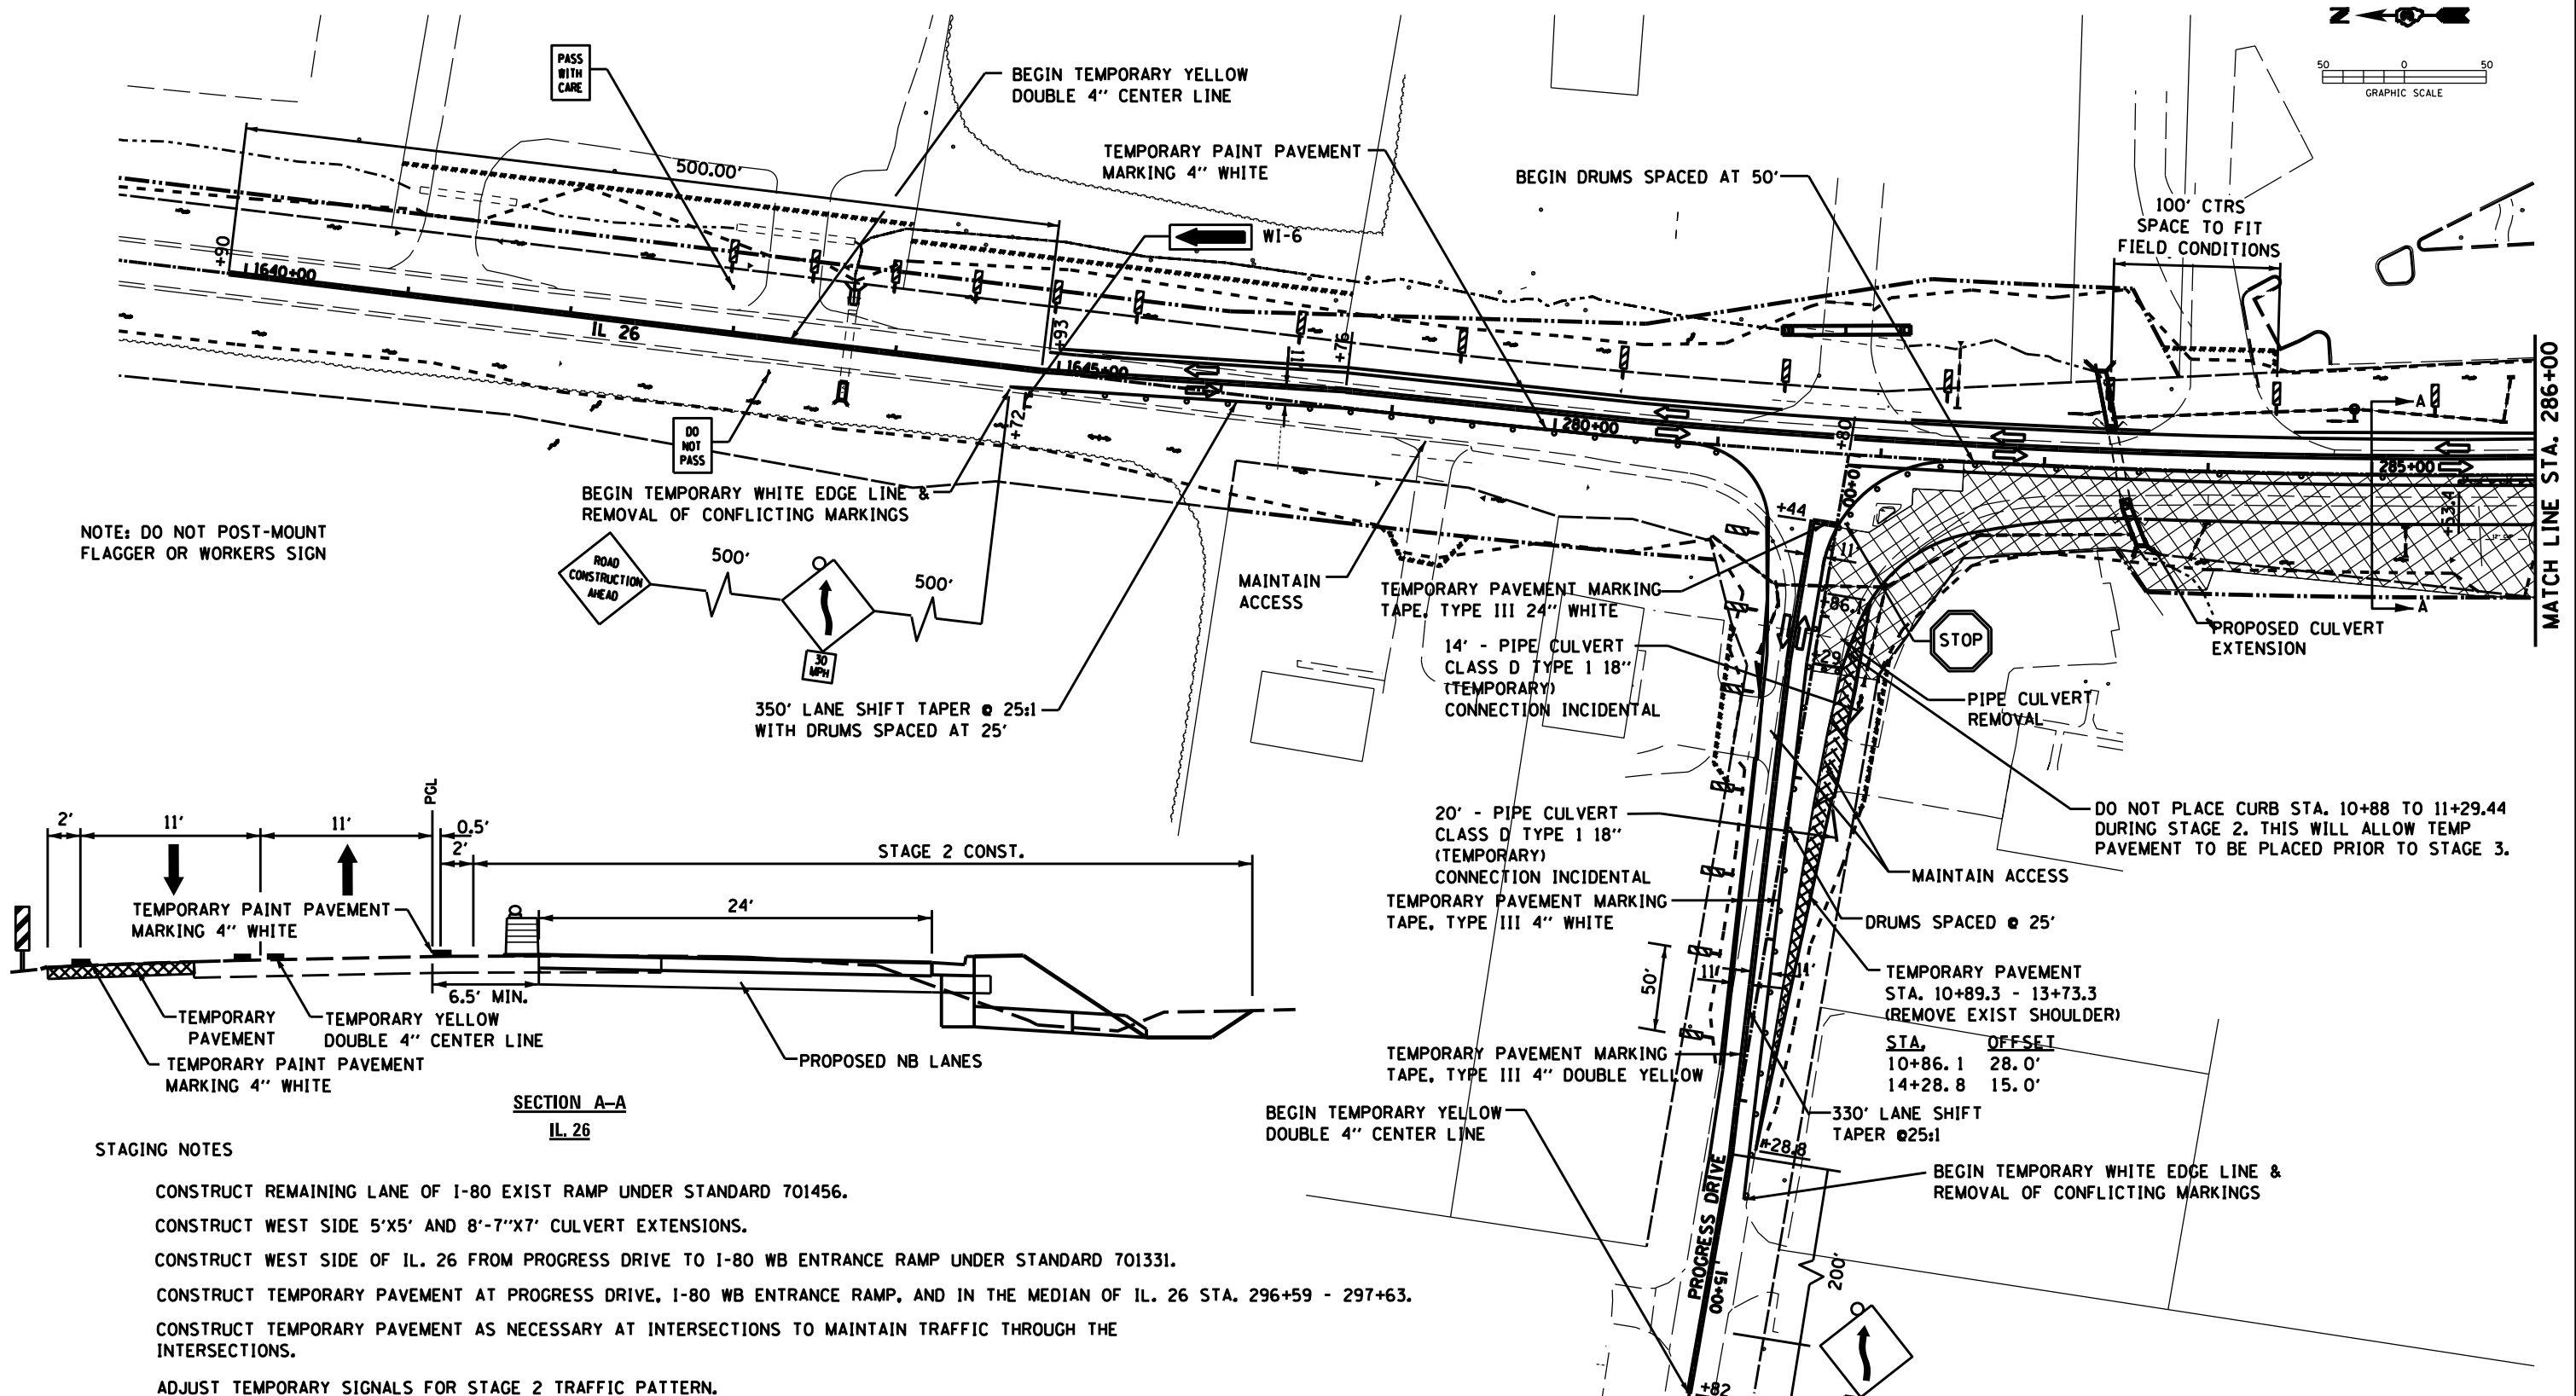 N
50 0 50
GRAPHIC SCALE
PASS
WITH
CARE
BEGIN TEMPORARY YELLOW
DOUBLE 4" CENTER LINE
500.00'
TEMPORARY PAINT PAVEMENT
MARKING 4" WHITE
BEGIN DRUMS SPACED AT 50'
100' CTRS
SPACE TO FIT
FIELD CONDITIONS
WI-6
+90
1640+00
IL 26
+93
1645+00
11'
+76
+72
280+00
+80
10+00
285+00
+53.4
A
A
MATCH LINE STA. 286+00
DO
NOT
PASS
BEGIN TEMPORARY WHITE EDGE LINE &
REMOVAL OF CONFLICTING MARKINGS
NOTE: DO NOT POST-MOUNT
FLAGGER OR WORKERS SIGN
ROAD
CONSTRUCTION
AHEAD
500'
500'
30
MPH
350' LANE SHIFT TAPER @ 25:1
WITH DRUMS SPACED AT 25'
MAINTAIN
ACCESS
+44
11'
TEMPORARY PAVEMENT MARKING
TAPE, TYPE III 24" WHITE
+86.1
+29
STOP
PROPOSED CULVERT
EXTENSION
14' - PIPE CULVERT
CLASS D TYPE 1 18"
(TEMPORARY)
CONNECTION INCIDENTAL
PIPE CULVERT
REMOVAL
20' - PIPE CULVERT
CLASS D TYPE 1 18"
(TEMPORARY)
CONNECTION INCIDENTAL
DO NOT PLACE CURB STA. 10+88 TO 11+29.44
DURING STAGE 2. THIS WILL ALLOW TEMP
PAVEMENT TO BE PLACED PRIOR TO STAGE 3.
MAINTAIN ACCESS
TEMPORARY PAVEMENT MARKING
TAPE, TYPE III 4" WHITE
DRUMS SPACED @ 25'
50'
11'
11'
TEMPORARY PAVEMENT
STA. 10+89.3 - 13+73.3
(REMOVE EXIST SHOULDER)
STA. OFFSET
10+86.1 28.0'
14+28.8 15.0'
TEMPORARY PAVEMENT MARKING
TAPE, TYPE III 4" DOUBLE YELLOW
330' LANE SHIFT
TAPER @25:1
BEGIN TEMPORARY YELLOW
DOUBLE 4" CENTER LINE
+28.8
BEGIN TEMPORARY WHITE EDGE LINE &
REMOVAL OF CONFLICTING MARKINGS
PROGRESS DRIVE
15+00
200'
+82
2'
11'
11'
PGL
0.5'
2'
STAGE 2 CONST.
24'
TEMPORARY PAINT PAVEMENT
MARKING 4" WHITE
6.5' MIN.
TEMPORARY
PAVEMENT
TEMPORARY YELLOW
DOUBLE 4" CENTER LINE
TEMPORARY PAINT PAVEMENT
MARKING 4" WHITE
PROPOSED NB LANES
SECTION A-A
IL. 26
STAGING NOTES
CONSTRUCT REMAINING LANE OF I-80 EXIST RAMP UNDER STANDARD 701456.
CONSTRUCT WEST SIDE 5'X5' AND 8'-7"X7' CULVERT EXTENSIONS.
CONSTRUCT WEST SIDE OF IL. 26 FROM PROGRESS DRIVE TO I-80 WB ENTRANCE RAMP UNDER STANDARD 701331.
CONSTRUCT TEMPORARY PAVEMENT AT PROGRESS DRIVE, I-80 WB ENTRANCE RAMP, AND IN THE MEDIAN OF IL. 26 STA. 296+59 - 297+63.
CONSTRUCT TEMPORARY PAVEMENT AS NECESSARY AT INTERSECTIONS TO MAINTAIN TRAFFIC THROUGH THE
INTERSECTIONS.
ADJUST TEMPORARY SIGNALS FOR STAGE 2 TRAFFIC PATTERN.